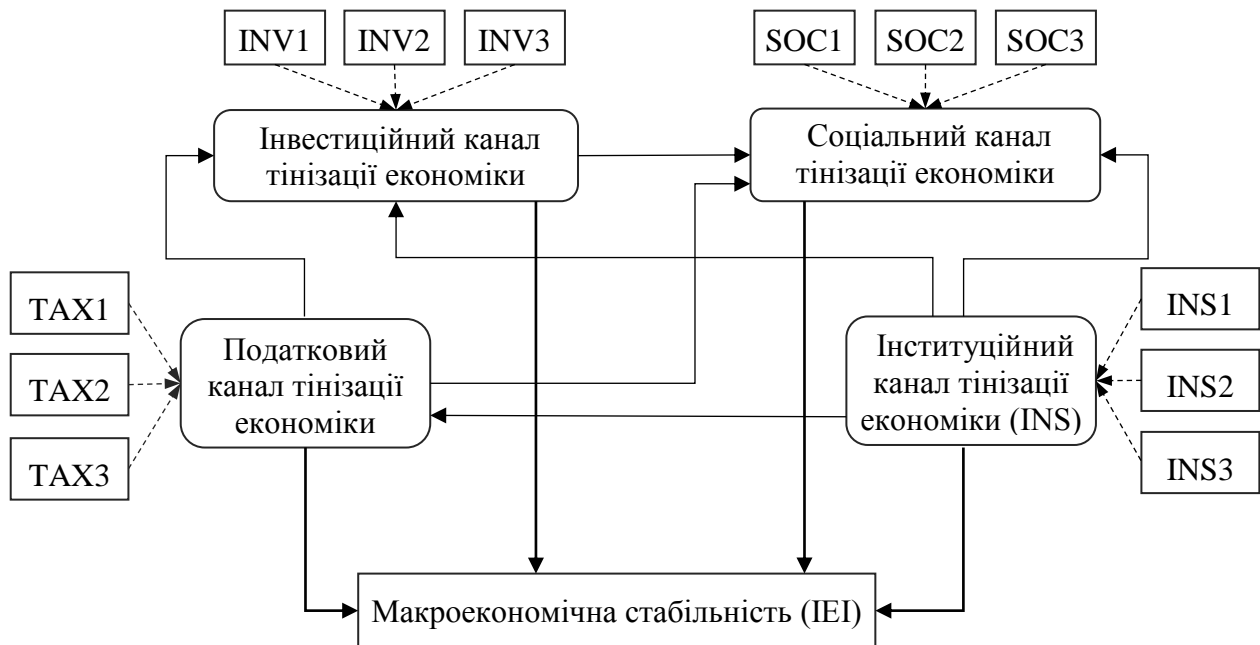 INV1
INV2
INV3
SOC1
SOC2
SOC3
Інвестиційний канал
тінізації економіки
Соціальний канал
тінізації економіки
TAX1
TAX2
TAX3
Податковий
канал тінізації
економіки
Інституційний
канал тінізації
економіки (INS)
INS1
INS2
INS3
Макроекономічна стабільність (IEI)